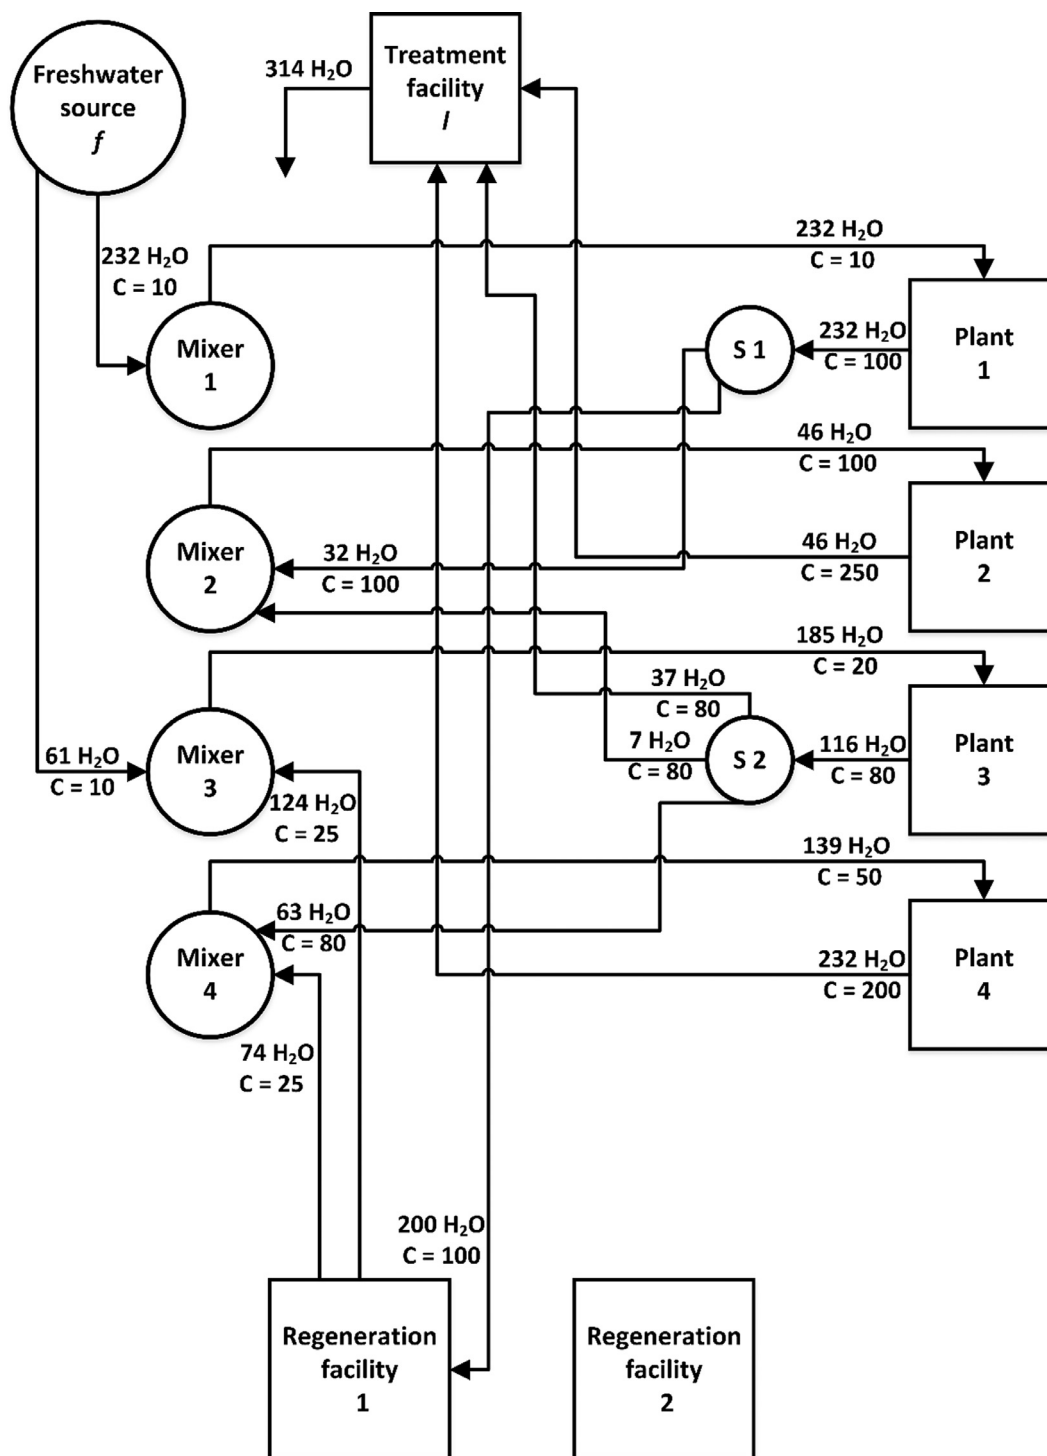 Freshwater
source
f
Treatment
facility
l
314 H₂O
232 H₂O
C = 10
232 H₂O
C = 10
Mixer
1
S 1
232 H₂O
C = 100
Plant
1
46 H₂O
C = 100
Mixer
2
32 H₂O
C = 100
46 H₂O
C = 250
Plant
2
185 H₂O
C = 20
37 H₂O
C = 80
7 H₂O
C = 80
S 2
116 H₂O
C = 80
Plant
3
61 H₂O
C = 10
Mixer
3
124 H₂O
C = 25
139 H₂O
C = 50
63 H₂O
C = 80
Mixer
4
232 H₂O
C = 200
Plant
4
74 H₂O
C = 25
200 H₂O
C = 100
Regeneration
facility
1
Regeneration
facility
2